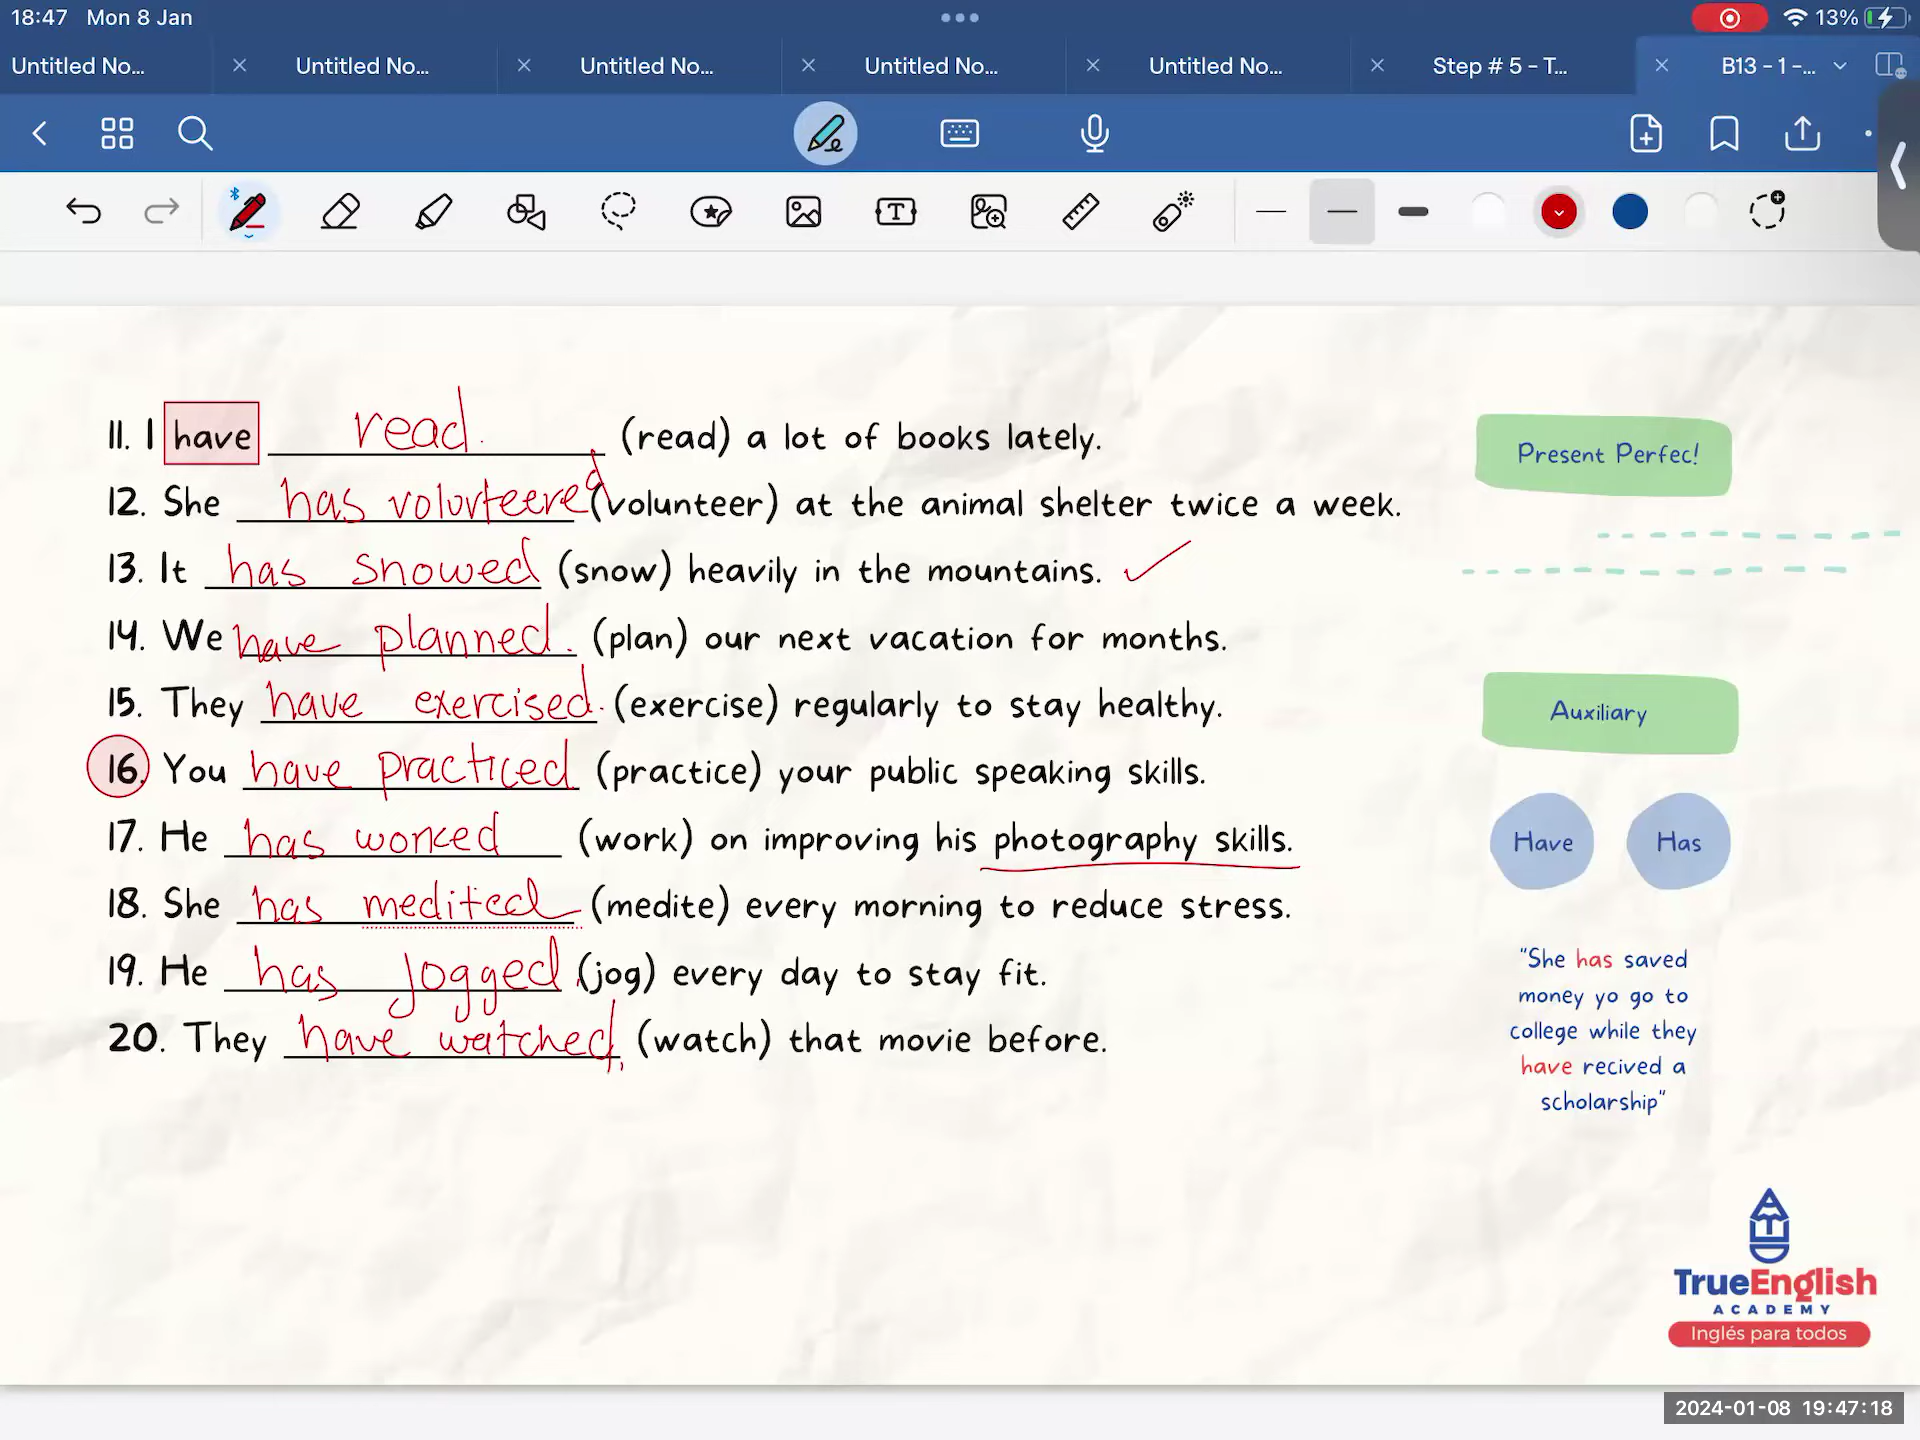 18:47 Mon 8 Jan
13%
Untitled No... Untitled No... Untitled No... Untitled No... Untitled No... Step # 5 - T... B13 - 1 -...
11. I have read. (read) a lot of books lately.
12. She has volunteered (volunteer) at the animal shelter twice a week.
13. It has snowed (snow) heavily in the mountains.
14. We have planned. (plan) our next vacation for months.
15. They have exercised. (exercise) regularly to stay healthy.
16. You have practiced (practice) your public speaking skills.
17. He has worked (work) on improving his photography skills.
18. She has medited (medite) every morning to reduce stress.
19. He has jogged (jog) every day to stay fit.
20. They have watched. (watch) that movie before.
Present Perfec!
Auxiliary
Have Has
"She has saved
money yo go to
college while they
have recived a
scholarship"
TrueEnglish
ACADEMY
Inglés para todos
2024-01-08 19:47:18